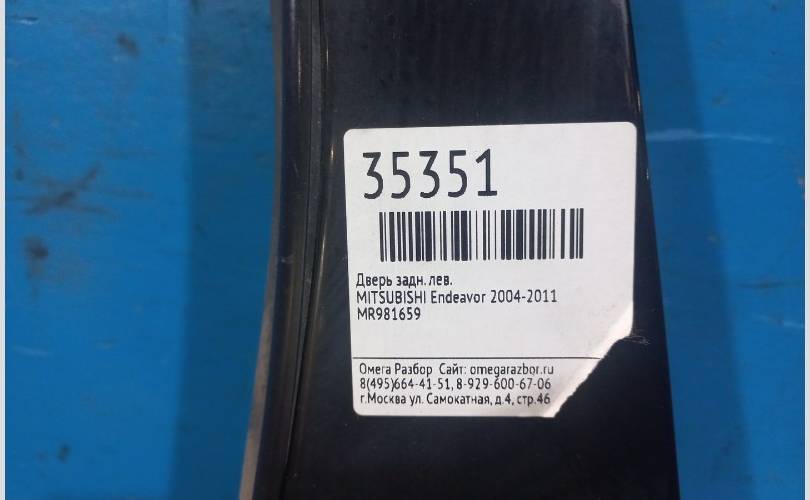 35351
Дверь задн. лев.
MITSUBISHI Endeavor 2004-2011
MR981659
Омега Разбор Сайт: omegarazbor.ru
8(495)664-41-51, 8-929-600-67-06
г.Москва ул. Самокатная, д.4, стр.46